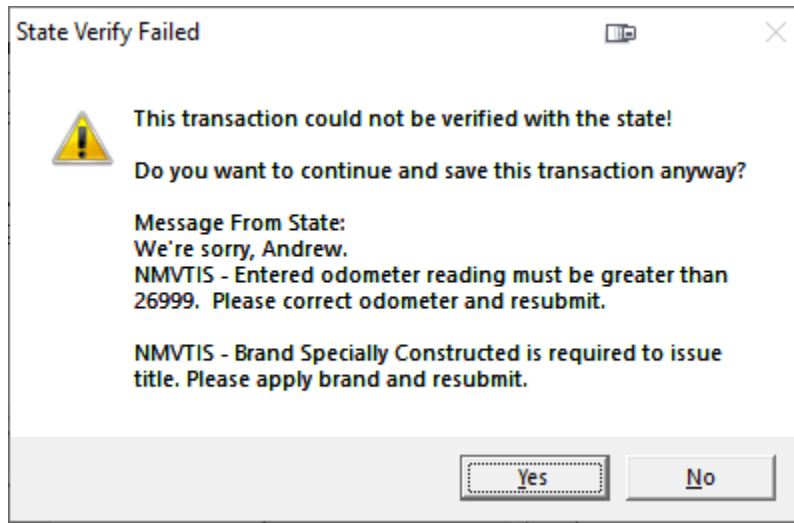 State Verify Failed
This transaction could not be verified with the state!
Do you want to continue and save this transaction anyway?
Message From State:
We're sorry, Andrew.
NMVTIS - Entered odometer reading must be greater than
26999.  Please correct odometer and resubmit.
NMVTIS - Brand Specially Constructed is required to issue
title. Please apply brand and resubmit.
Yes
No